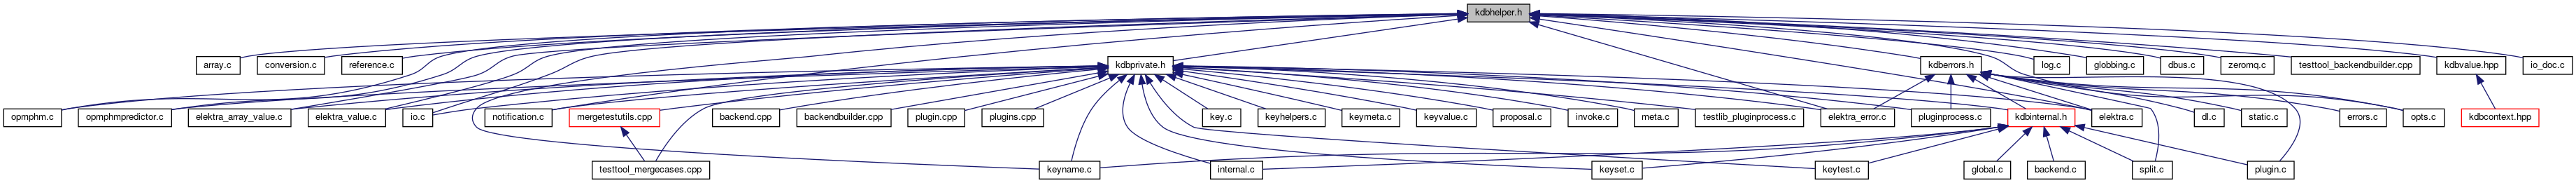 kdbhelper.h
array.c
conversion.c
reference.c
kdbprivate.h
kdberrors.h
log.c
globbing.c
dbus.c
zeromq.c
testtool_backendbuilder.c
kdbvalue.hpp
io_doc.c
opmphm.c
opmphmpredictor.c
elektra_array_value.c
elektra_value.c
io.c
notification.c
mergetestutils.cpp
backend.cpp
backendbuilder.cpp
plugin.cpp
plugins.cpp
key.c
keyhelpers.c
keymeta.c
keyvalue.c
proposal.c
invoke.c
meta.c
testlib_pluginprocess.c
elektra_error.c
pluginprocess.c
kdbinternal.h
elektra.c
dl.c
static.c
errors.c
opts.c
kdbcontext.hpp
testtool_mergecases.cpp
keyname.c
internal.c
keyset.c
keytest.c
global.c
backend.c
split.c
plugin.c